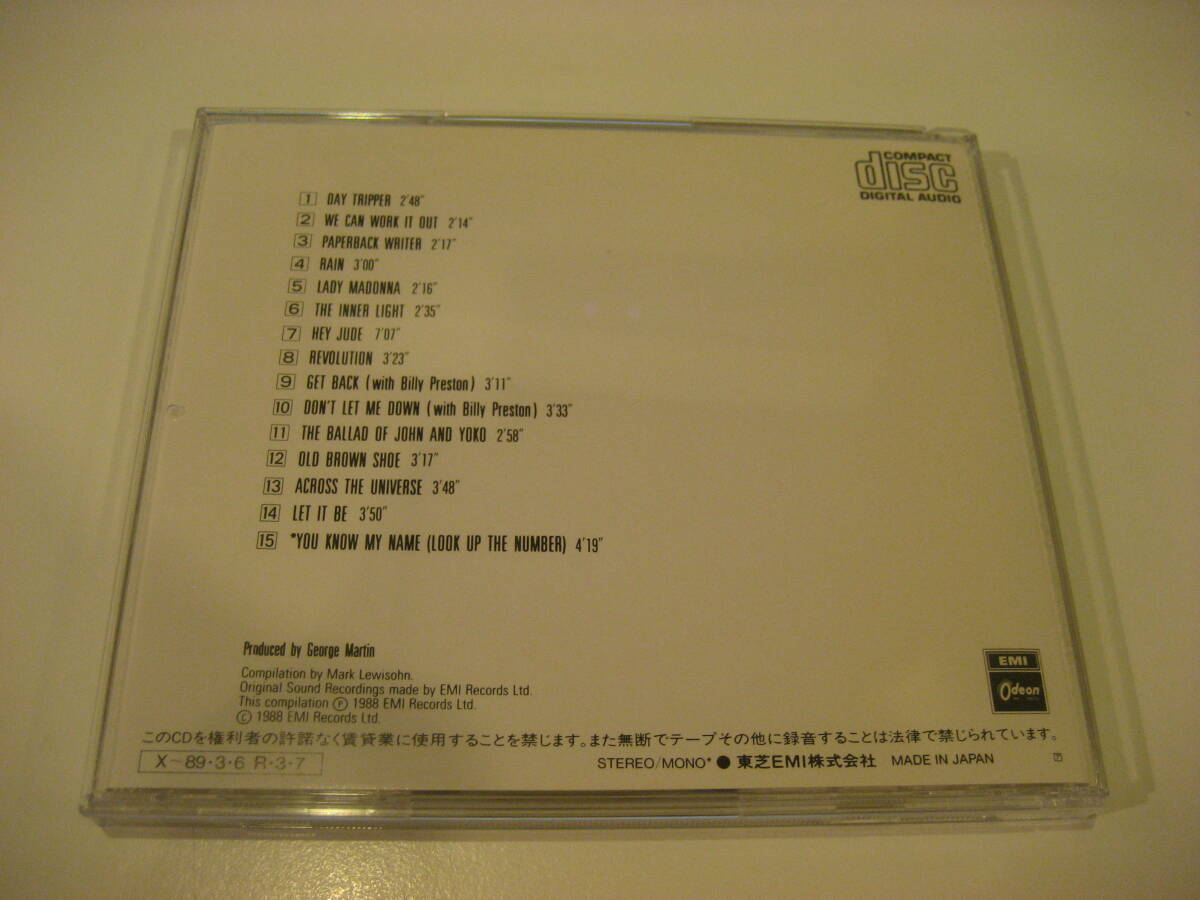 COMPACT
disc
DIGITAL AUDIO
1 DAY TRIPPER 2'48"
2 WE CAN WORK IT OUT 2'14"
3 PAPERBACK WRITER 2'17"
4 RAIN 3'00"
5 LADY MADONNA 2'16"
6 THE INNER LIGHT 2'35"
7 HEY JUDE 7'07"
8 REVOLUTION 3'23"
9 GET BACK (with Billy Preston) 3'11"
10 DON'T LET ME DOWN (with Billy Preston) 3'33"
11 THE BALLAD OF JOHN AND YOKO 2'58"
12 OLD BROWN SHOE 3'17"
13 ACROSS THE UNIVERSE 3'48"
14 LET IT BE 3'50"
15 *YOU KNOW MY NAME (LOOK UP THE NUMBER) 4'19"
Produced by George Martin
Compilation by Mark Lewisohn.
Original Sound Recordings made by EMI Records Ltd.
This compilation Ⓟ 1988 EMI Records Ltd.
© 1988 EMI Records Ltd.
EMI
Odeon
このCDを権利者の許諾なく賃貸業に使用することを禁じます。また無断でテープその他に録音することは法律で禁じられています。
X〜89・3・6 R・3・7
STEREO/MONO* ● 東芝EMI株式会社 MADE IN JAPAN